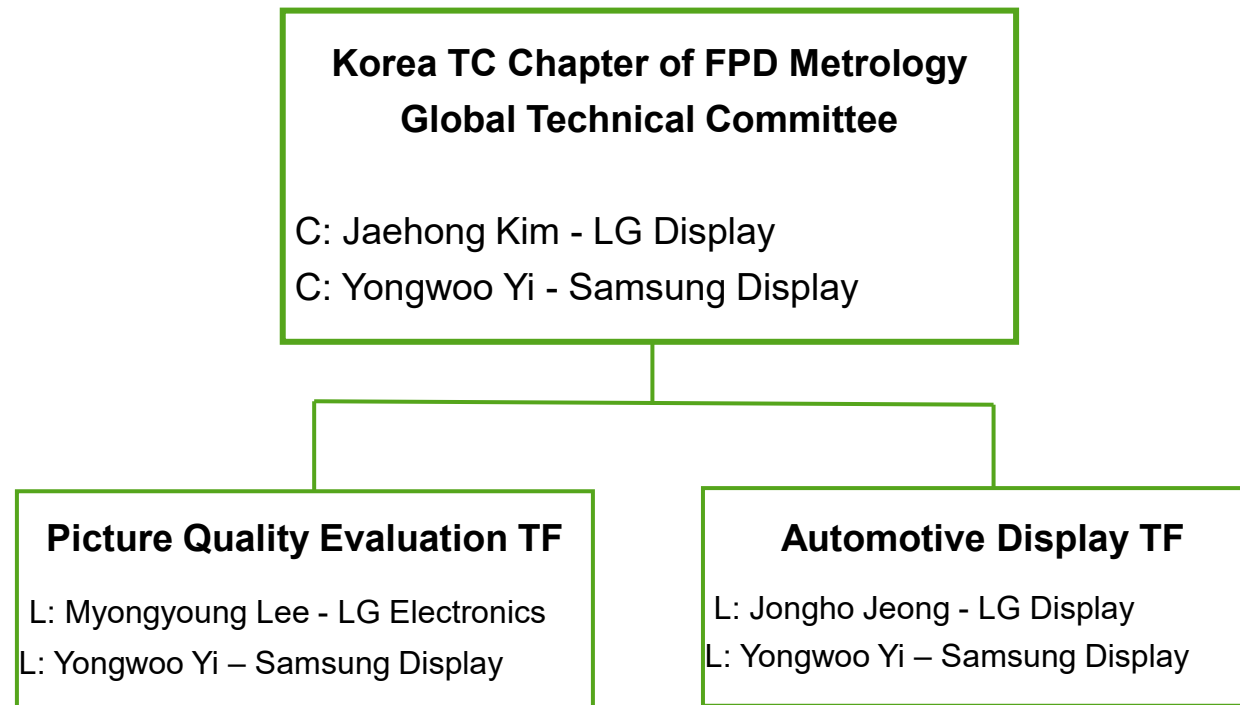 Korea TC Chapter of FPD Metrology
Global Technical Committee
C: Jaehong Kim - LG Display
C: Yongwoo Yi - Samsung Display
Picture Quality Evaluation TF
L: Myongyoung Lee - LG Electronics
L: Yongwoo Yi – Samsung Display
Automotive Display TF
L: Jongho Jeong - LG Display
L: Yongwoo Yi – Samsung Display